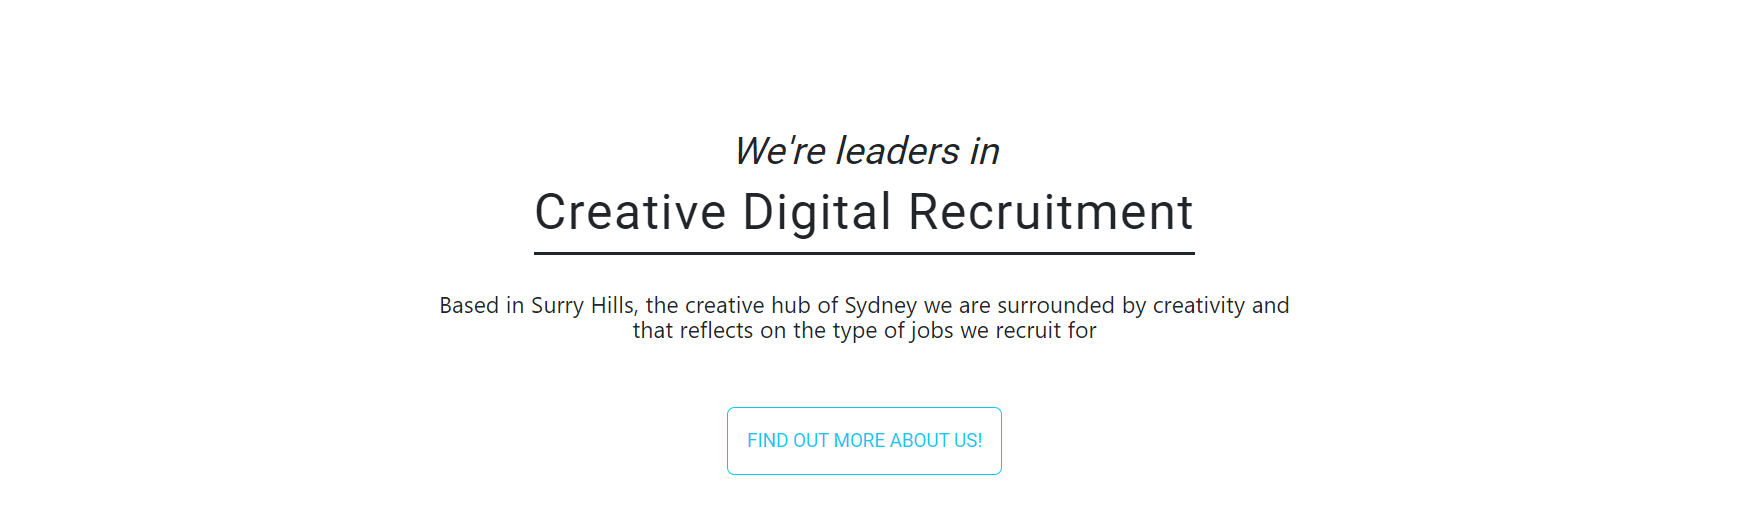 We're leaders in
Creative Digital Recruitment
Based in Surry Hills, the creative hub of Sydney we are surrounded by creativity and
that reflects on the type of jobs we recruit for
FIND OUT MORE ABOUT US!